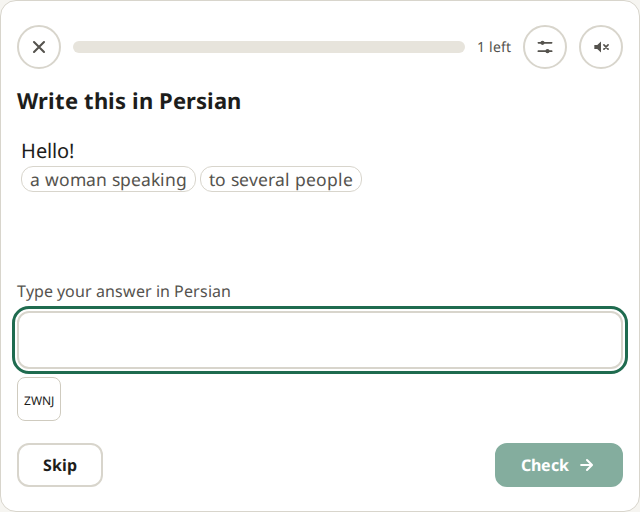 1 left
Write this in Persian
Hello!
a woman speaking to several people
Type your answer in Persian
ZWNJ
Skip
Check